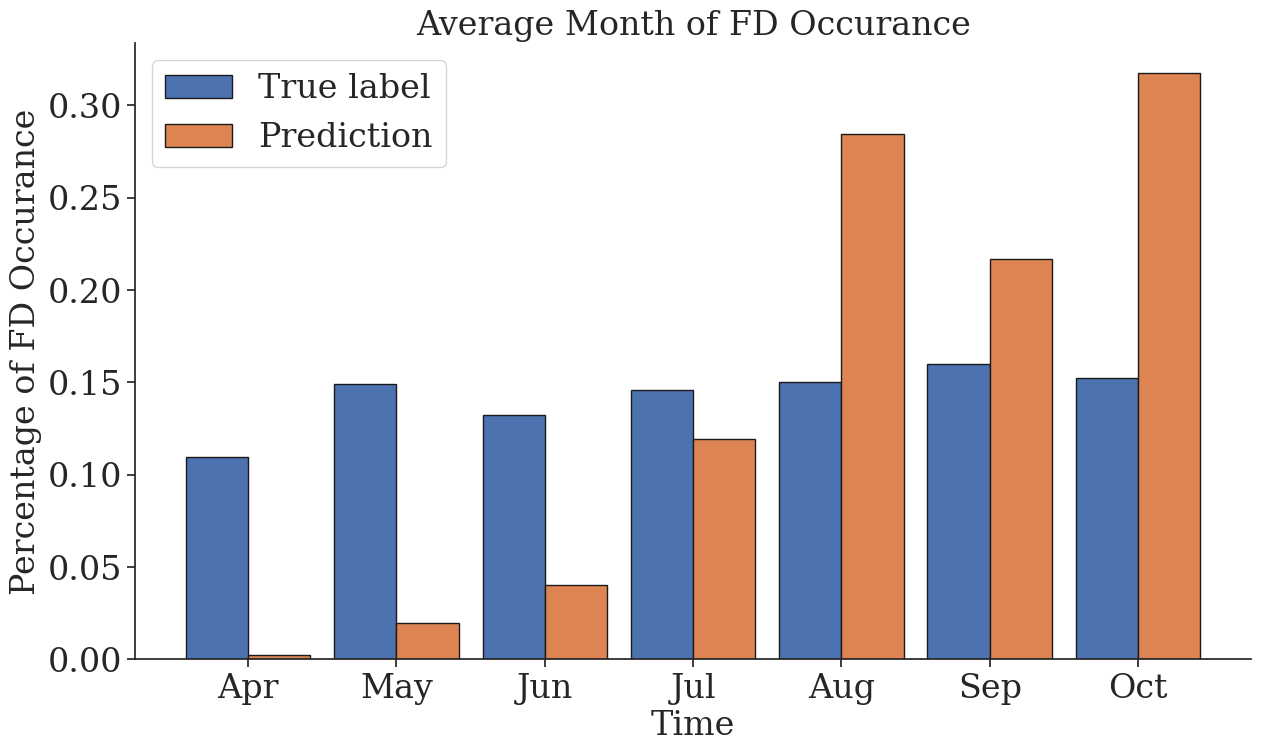 Average Month of FD Occurance
True label
Prediction
Percentage of FD Occurance
0.30
0.25
0.20
0.15
0.10
0.05
0.00
Apr May Jun Jul Aug Sep Oct
Time